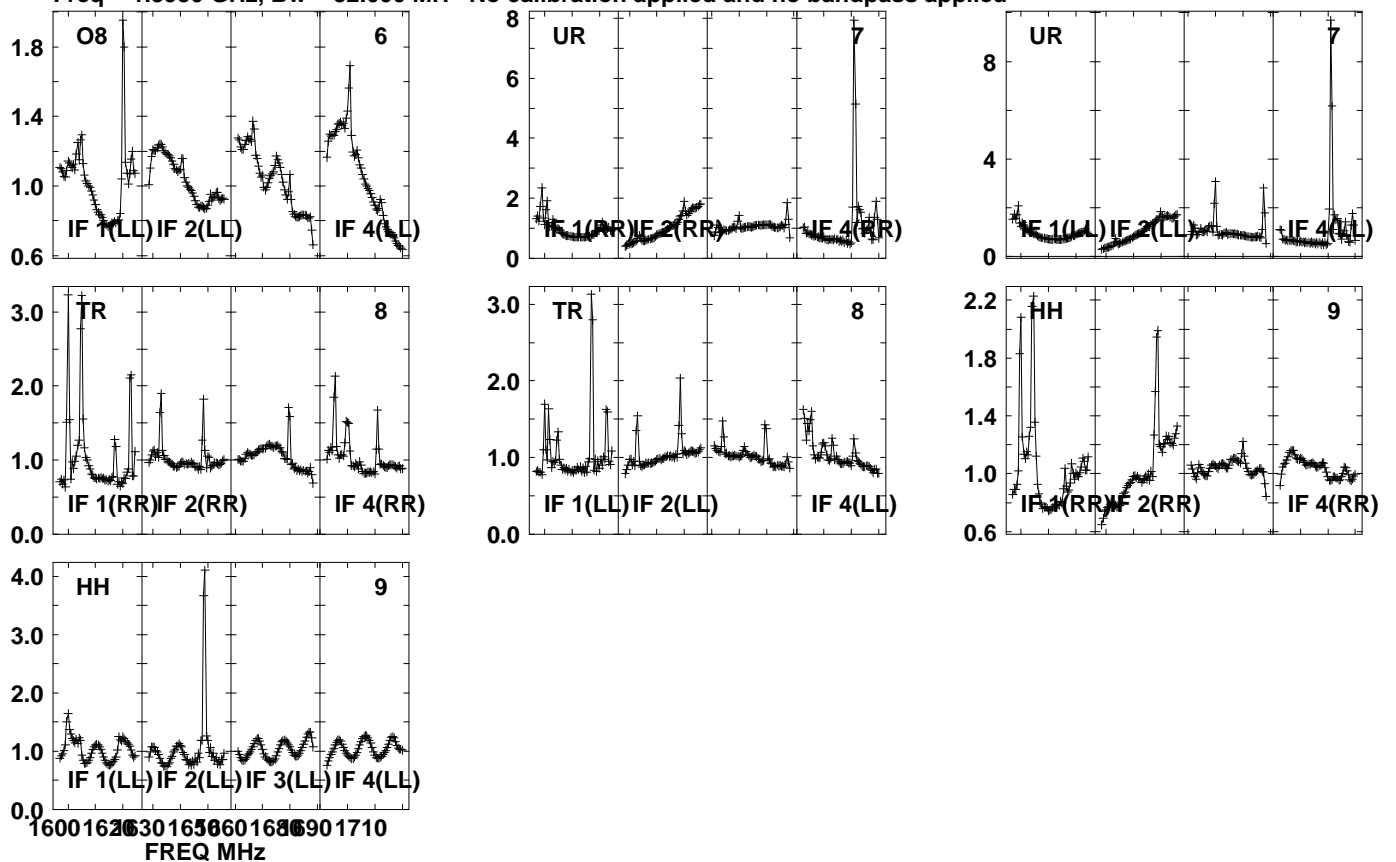 Freq = GHz, Bw = 32.000 MH No calibration applied and no bandpass applied
O8 6
1.8
1.4
1.0
0.6
IF 1(LL) IF 2(LL) IF 4(LL)
UR 7
8
6
4
2
0
IF 1(RR) IF 2(RR) IF 4(RR)
UR 7
8
4
0
IF 1(LL) IF 2(LL) IF 4(LL)
TR 8
3.0
2.0
1.0
0.0
IF 1(RR) IF 2(RR) IF 4(RR)
TR 8
3.0
2.0
1.0
0.0
IF 1(LL) IF 2(LL) IF 4(LL)
HH 9
2.2
1.8
1.4
1.0
0.6
IF 1(RR) IF 2(RR) IF 4(RR)
HH 9
4.0
3.0
2.0
1.0
0.0
IF 1(LL) IF 2(LL) IF 3(LL) IF 4(LL)
1600 1620 1630 1650 1660 1680 1690 1710
FREQ MHz